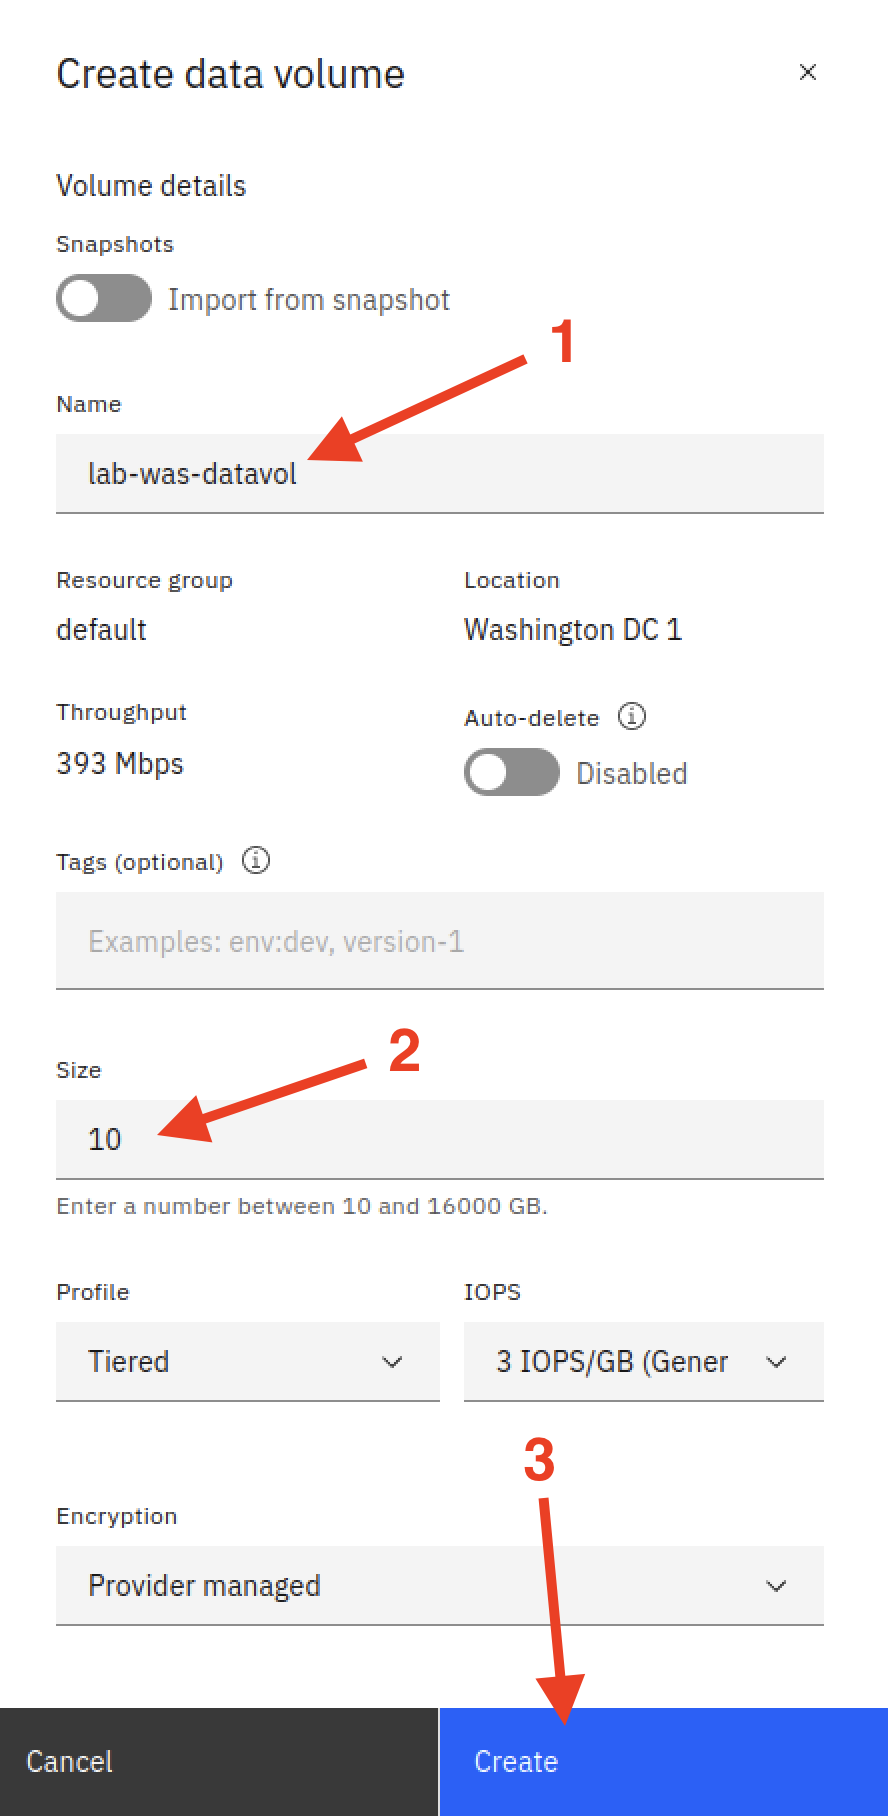 Create data volume
Volume details
Snapshots
Import from snapshot
1
Name
lab-was-datavol
Resource group
Location
default
Washington DC 1
Throughput
Auto-delete
393 Mbps
Disabled
Tags (optional)
Examples: env:dev, version-1
2
Size
10
Enter a number between 10 and 16000 GB.
Profile
IOPS
Tiered
3 IOPS/GB (Gener
3
Encryption
Provider managed
Cancel
Create